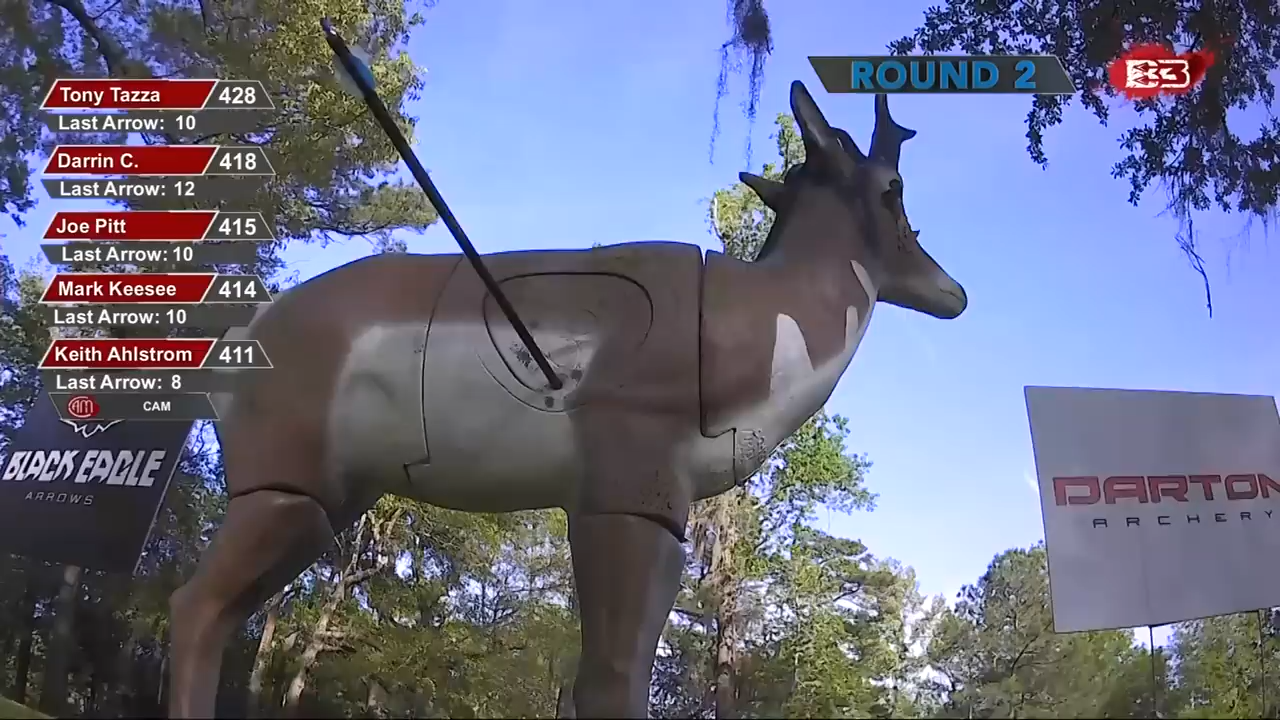 ROUND 2
B3
Tony Tazza 428
Last Arrow: 10
Darrin C. 418
Last Arrow: 12
Joe Pitt 415
Last Arrow: 10
Mark Keesee 414
Last Arrow: 10
Keith Ahlstrom 411
Last Arrow: 8
AM CAM
BLACK EAGLE
ARROWS
DARTON
ARCHERY